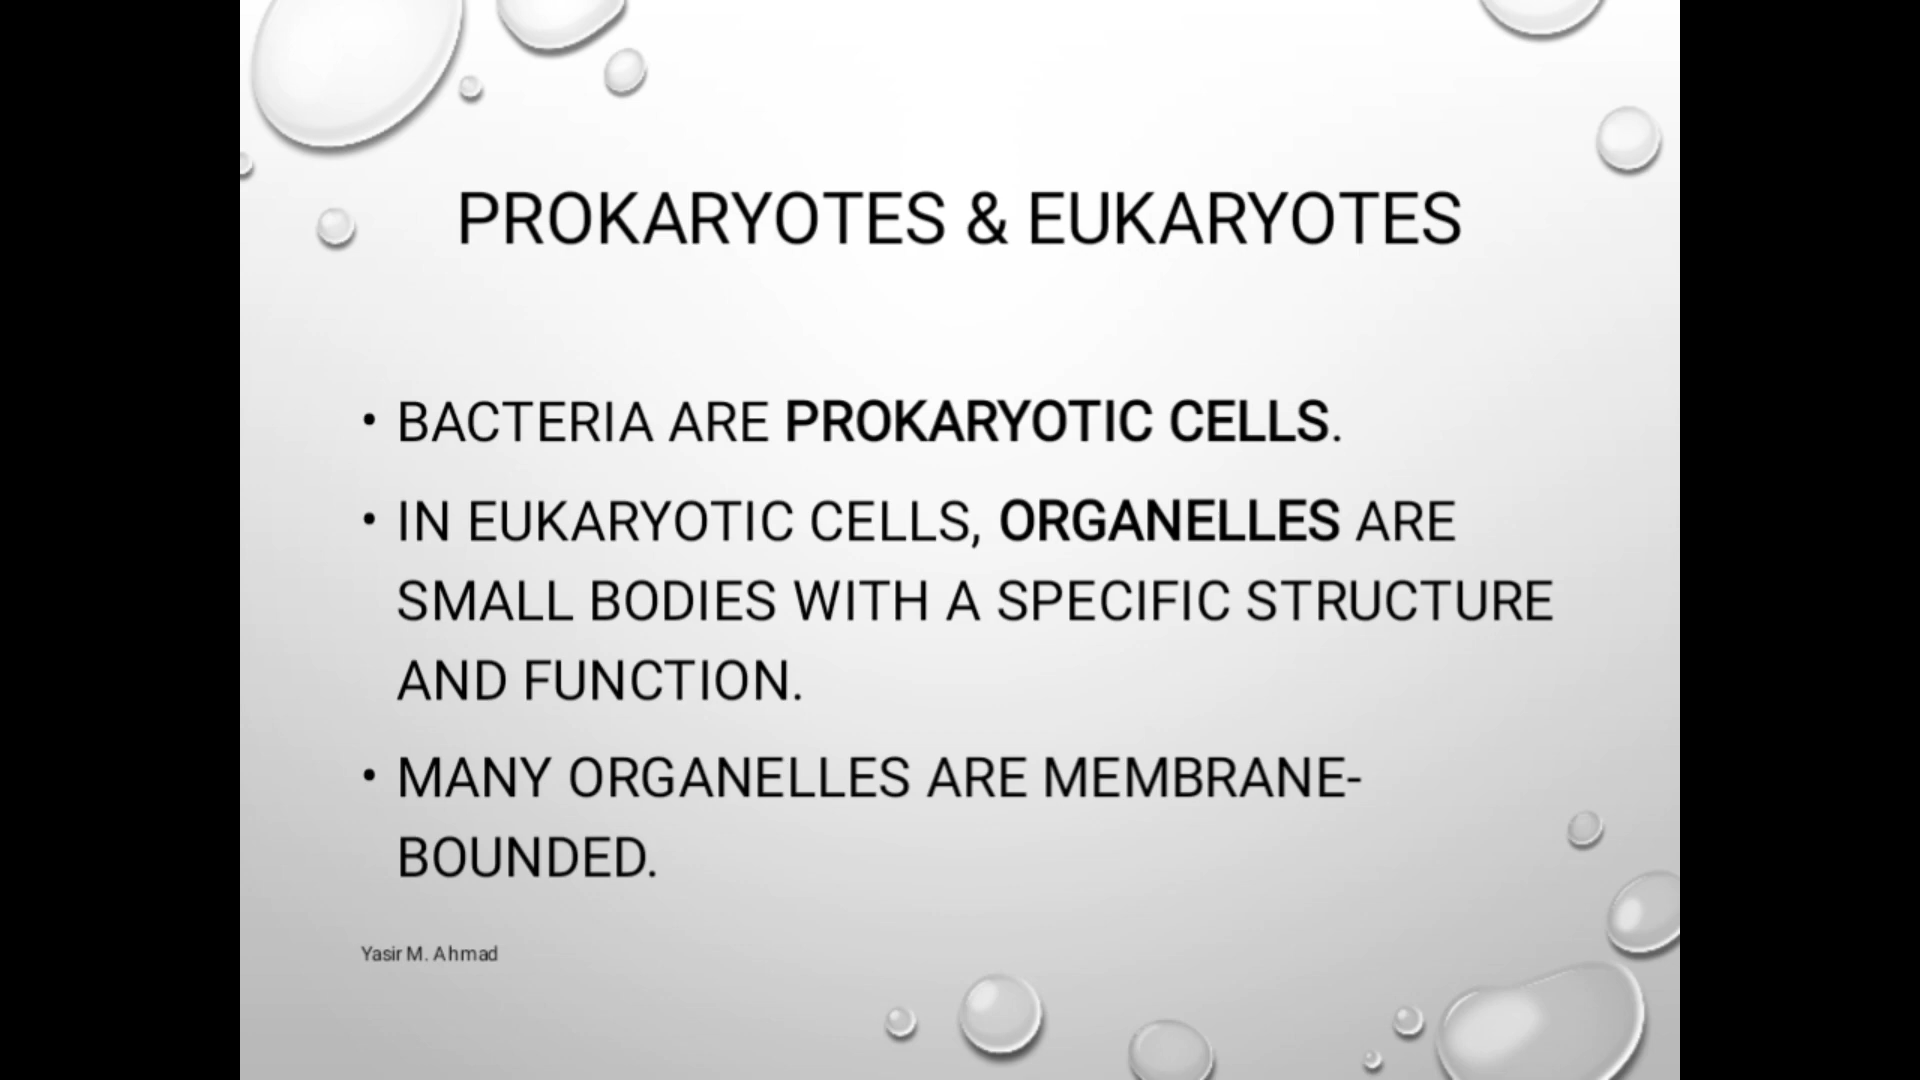 PROKARYOTES & EUKARYOTES
• BACTERIA ARE PROKARYOTIC CELLS.
• IN EUKARYOTIC CELLS, ORGANELLES ARE
SMALL BODIES WITH A SPECIFIC STRUCTURE
AND FUNCTION.
• MANY ORGANELLES ARE MEMBRANE-
BOUNDED.
Yasir M. Ahmad